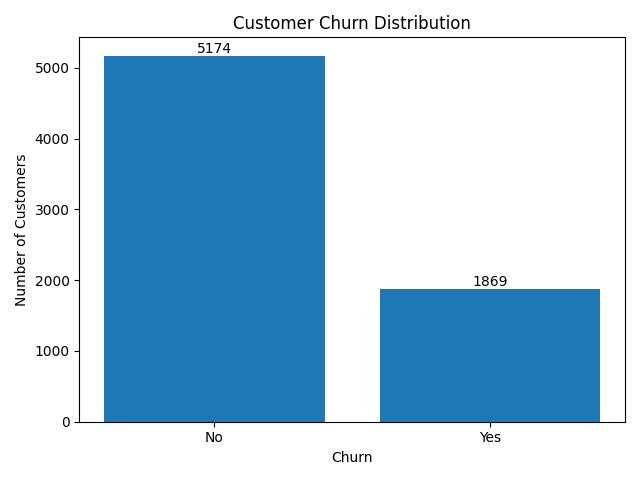 Customer Churn Distribution
5174
1869
5000
4000
3000
2000
1000
0
Number of Customers
No Yes
Churn